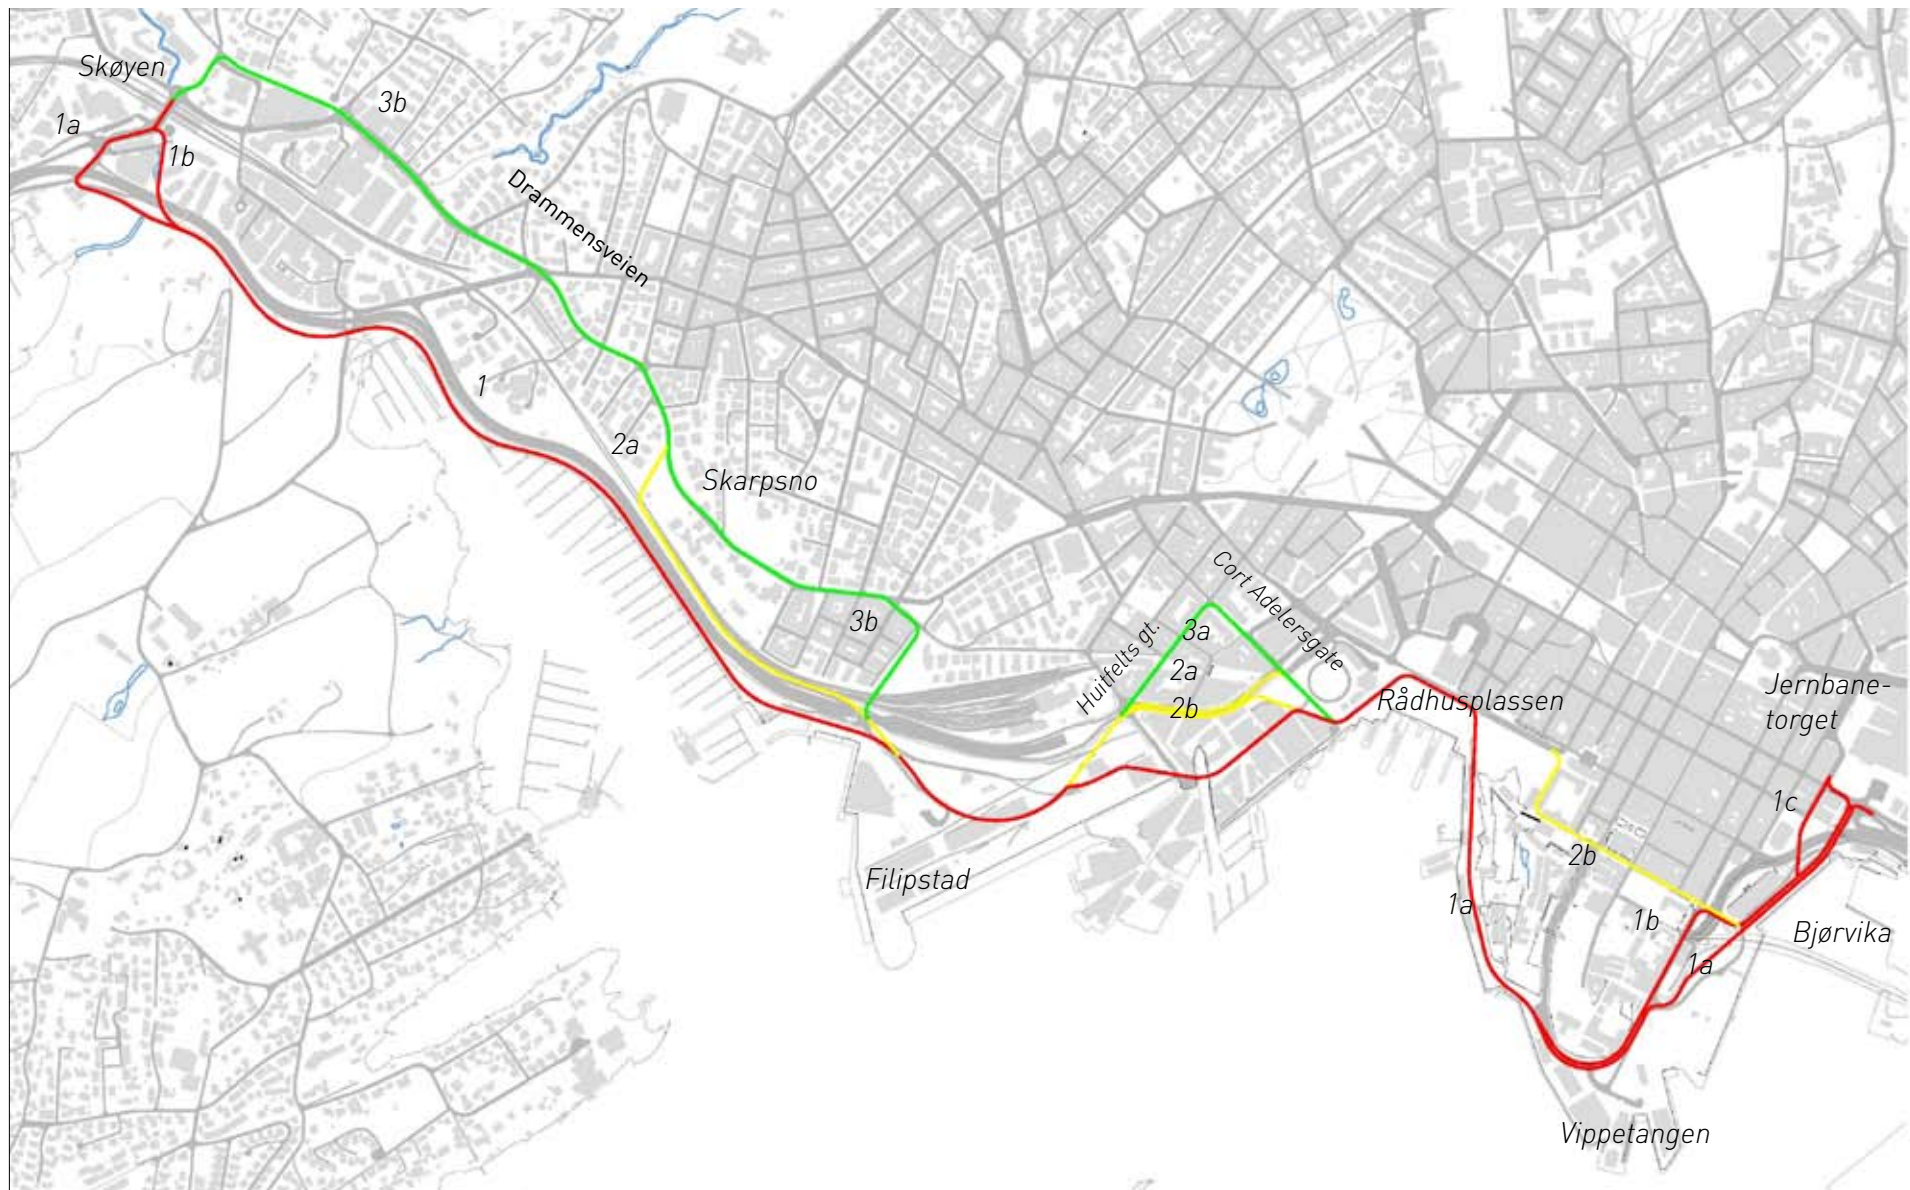 Skøyen
3b
1a
1b
Drammensveien
1
2a
Skarpsno
3b
Cort Adelersgate
Huitfelts gt.
3a
2a
2b
Rådhusplassen
Jernbane-
torget
1c
2b
Filipstad
1a
1b
Bjørvika
1a
Vippetangen